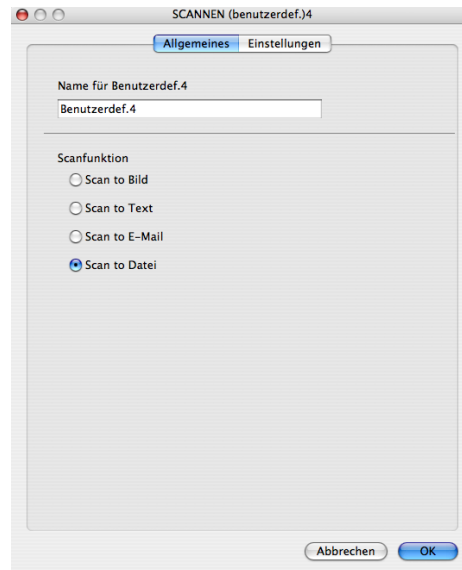 SCANNEN (benutzerdef.)4
Allgemeines Einstellungen
Name für Benutzerdef.4
Benutzerdef.4
Scanfunktion
Scan to Bild
Scan to Text
Scan to E-Mail
Scan to Datei
Abbrechen OK